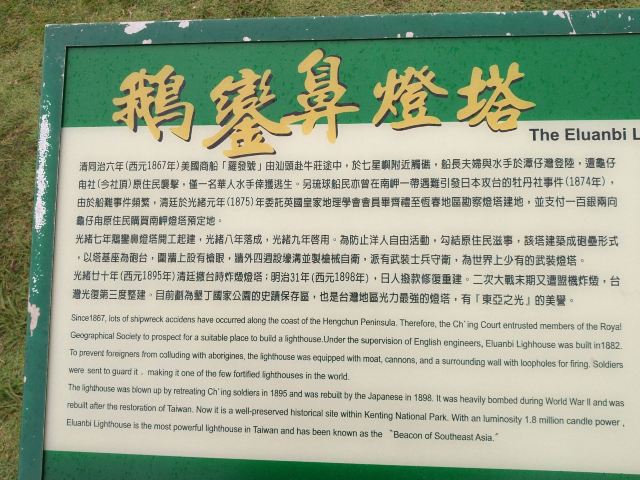 鵝鑾鼻燈塔
The Eluanbi L
清同治六年(西元1867年)美國商船「羅發號」由汕頭赴牛莊途中，於七星嶼附近觸礁，船長夫婦與水手於潭仔灣登陸，遭龜仔
甪社(今社頂)原住民襲擊，僅一名華人水手倖獲逃生。另琉球船民亦曾在南岬一帶遇難引發日本攻台的牡丹社事件(1874年)，
由於船難事件頻繁，清廷於光緒元年(1875)年委託英國皇家地理學會會員畢齊禮至恆春地區勘察燈塔建地，並支付一百銀兩向
龜仔甪原住民購買南岬燈塔預定地。
光緒七年鵝鑾鼻燈塔開工起建，光緒八年落成，光緒九年啓用。為防止洋人自由活動，勾結原住民滋事，該塔建築成砲壘形式
，以塔基座為砲台，圍牆上設有槍眼，牆外四週設壕溝並製槍械自衛，派有武裝士兵守衛，為世界上少有的武裝燈塔。
光緒廿十年(西元1895年)清廷撤台時炸燬燈塔；明治31年(西元1898年)，日人撥款修復重建。二次大戰末期又遭盟機炸燬，台
灣光復第三度整建。目前劃為墾丁國家公園的史蹟保存區，也是台灣地區光力最強的燈塔，有「東亞之光」的美譽。
Since1867, lots of shipwreck accidens have occurred along the coast of the Hengchun Peninsula. Therefore, the Ch'ing Court entrusted members of the Royal
Geographical Society to prospect for a suitable place to build a lighthouse.Under the supervision of English engineers, Eluanbi Lighhouse was built in1882.
To prevent foreigners from colluding with aborigines, the lighthouse was equipped with moat, cannons, and a surrounding wall with loopholes for firing. Soldiers
were sent to guard it，making it one of the few fortified lighthouses in the world.
The lighthouse was blown up by retreating Ch'ing soldiers in 1895 and was rebuilt by the Japanese in 1898. It was heavily bombed during World War II and was
rebuilt after the restoration of Taiwan. Now it is a well-preserved historical site within Kenting National Park. With an luminosity 1.8 million candle power ,
Eluanbi Lighthouse is the most powerful lighthouse in Taiwan and has been known as the "Beacon of Southeast Asia."